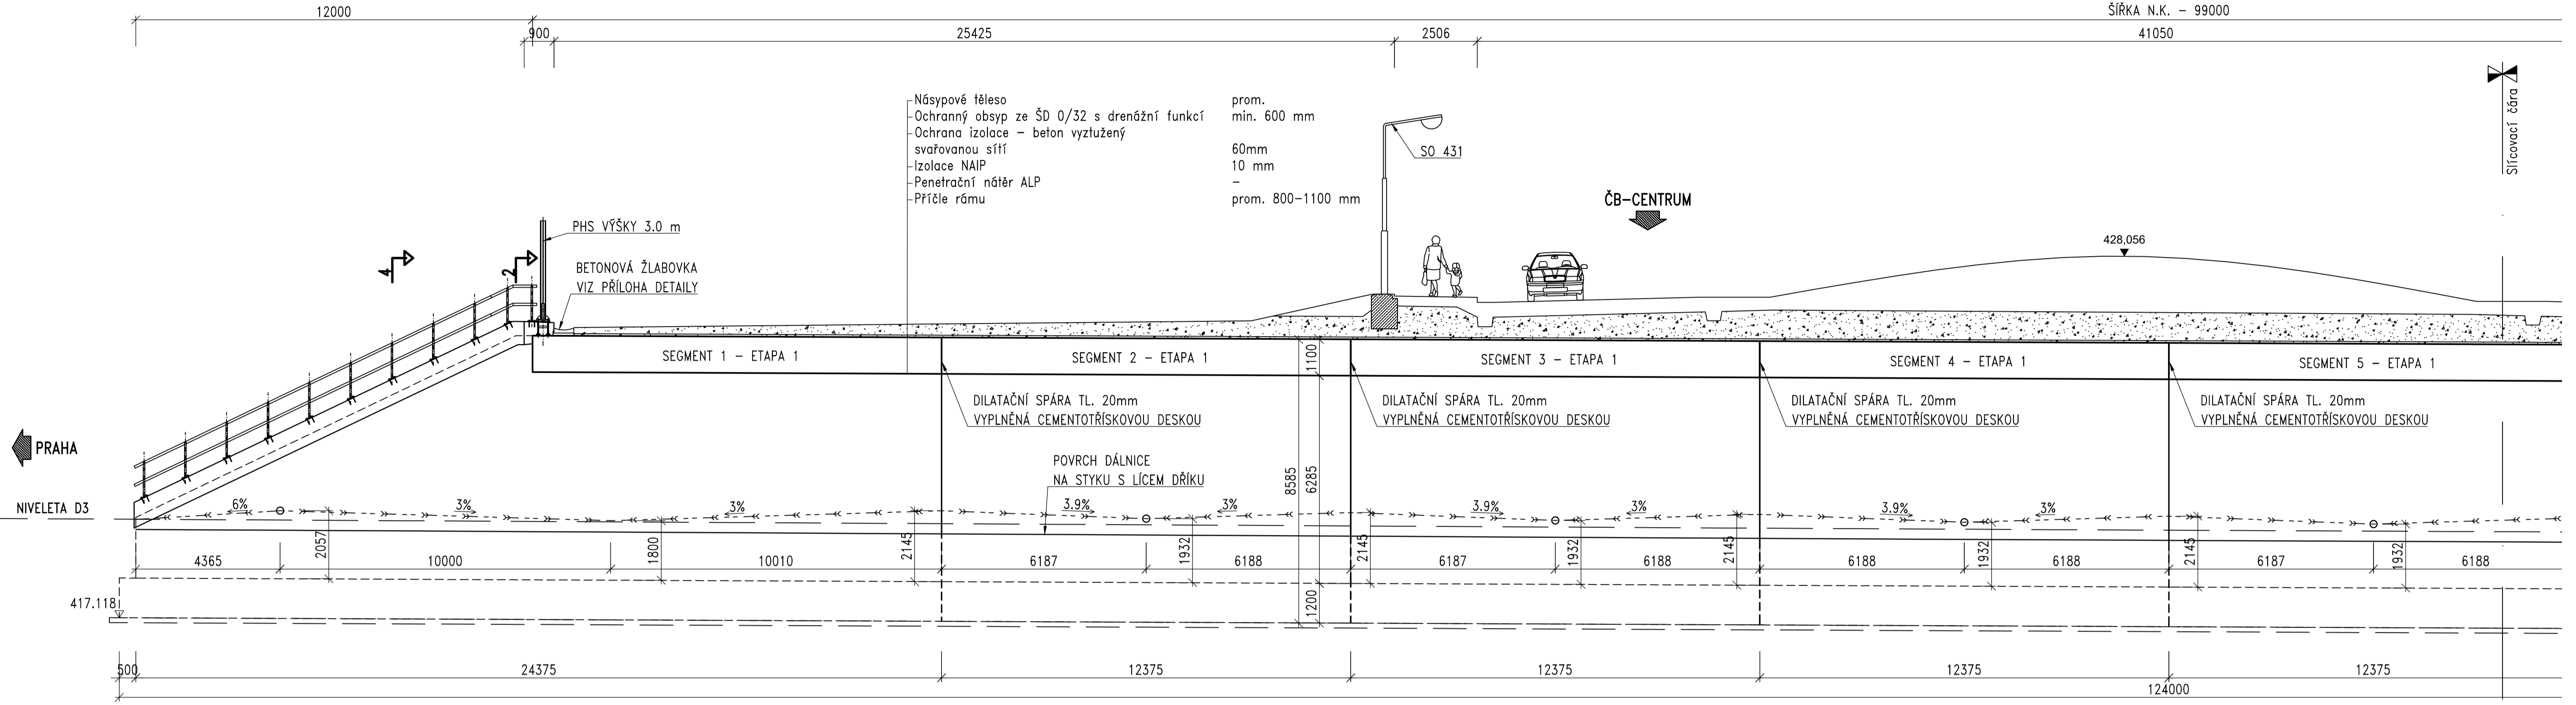 12000
ŠÍŘKA N.K. - 99000
900
25425
2506
41050
Násypové těleso prom.
Ochranný obsyp ze ŠD 0/32 s drenážní funkcí min. 600 mm
Ochrana izolace - beton vyztužený
svařovanou sítí 60mm
Izolace NAIP 10 mm
Penetrační nátěr ALP -
Příčle rámu prom. 800-1100 mm
SO 431
Slícovací čára
ČB-CENTRUM
PHS VÝŠKY 3.0 m
428,056
4
2
BETONOVÁ ŽLABOVKA
VIZ PŘÍLOHA DETAILY
SEGMENT 1 - ETAPA 1
SEGMENT 2 - ETAPA 1
1100
SEGMENT 3 - ETAPA 1
SEGMENT 4 - ETAPA 1
SEGMENT 5 - ETAPA 1
DILATAČNÍ SPÁRA TL. 20mm
VYPLNĚNÁ CEMENTOTŘÍSKOVOU DESKOU
DILATAČNÍ SPÁRA TL. 20mm
VYPLNĚNÁ CEMENTOTŘÍSKOVOU DESKOU
DILATAČNÍ SPÁRA TL. 20mm
VYPLNĚNÁ CEMENTOTŘÍSKOVOU DESKOU
DILATAČNÍ SPÁRA TL. 20mm
VYPLNĚNÁ CEMENTOTŘÍSKOVOU DESKOU
PRAHA
POVRCH DÁLNICE
NA STYKU S LÍCEM DŘÍKU
8585
6285
NIVELETA D3
6%
3%
3%
3.9%
3%
3.9%
3%
3.9%
3%
2057
1800
2145
1932
2145
1932
2145
1932
2145
1932
4365
10000
10010
6187
6188
6187
6188
6188
6188
6187
6188
417.118
1200
500
24375
12375
12375
12375
12375
124000